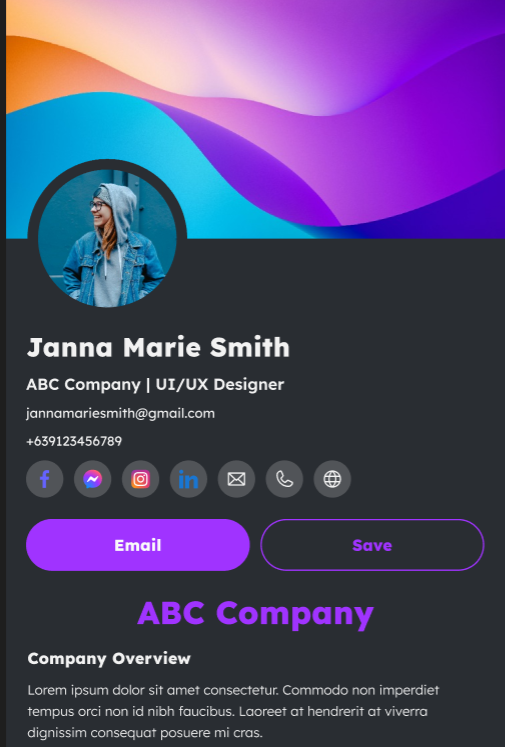 Janna Marie Smith
ABC Company | UI/UX Designer
jannamariesmith@gmail.com
+639123456789
Email
Save
ABC Company
Company Overview
Lorem ipsum dolor sit amet consectetur. Commodo non imperdiet
tempus orci non id nibh faucibus. Laoreet at hendrerit at viverra
dignissim consequat posuere mi cras.